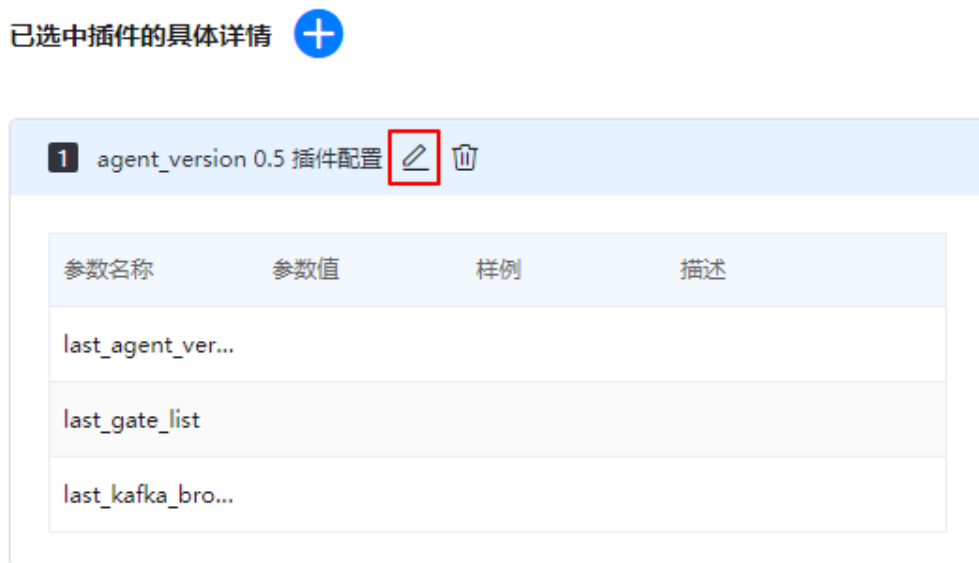 已选中插件的具体详情
1 agent_version 0.5 插件配置
参数名称 参数值 样例 描述
last_agent_ver...
last_gate_list
last_kafka_bro...